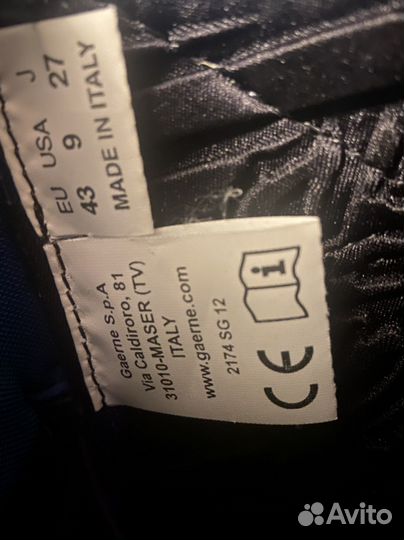 EU USA J
43 9 27
MADE IN ITALY
Gaerne S.P.A
Via Caldiroro, 81
31010-MASER (TV)
ITALY
www.gaerne.com
2174 SG 12
i
CE
Avito